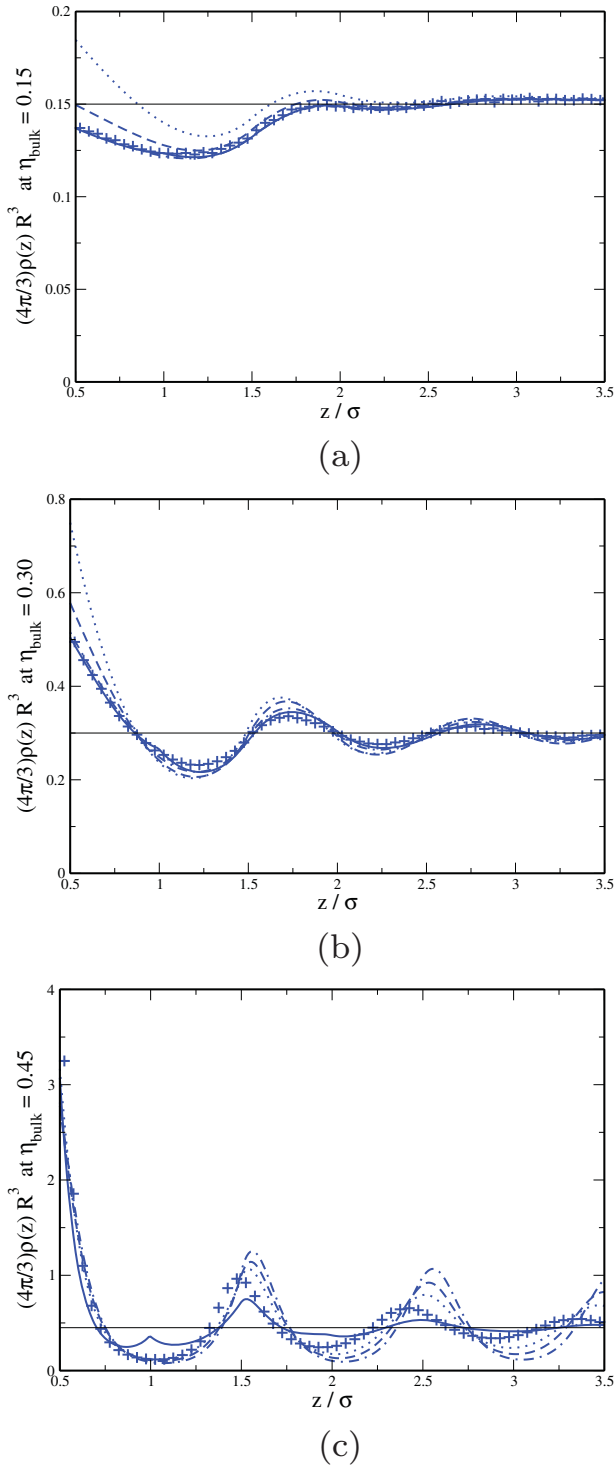 0.2
0.15
0.1
0.05
0
(4π/3)ρ(z) R³ at η_bulk = 0.15
0.5 1 1.5 2 2.5 3 3.5
z / σ
(a)
0.8
0.6
0.4
0.2
0
(4π/3)ρ(z) R³ at η_bulk = 0.30
0.5 1 1.5 2 2.5 3 3.5
z / σ
(b)
4
3
2
1
0
(4π/3)ρ(z) R³ at η_bulk = 0.45
0.5 1 1.5 2 2.5 3 3.5
z / σ
(c)